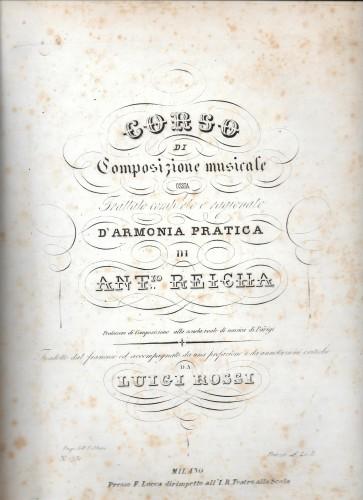 CORSO
DI
Composizione musicale
OSSIA
Trattato completo e ragionato
D'ARMONIA PRATICA
DI
ANT.IO REICHA
Professore di Composizione alla scuola reale di musica di Parigi
Tradotto dal francese ed accompagnato da una prefazione e da annotazioni critiche
DA
LUIGI ROSSI
MILANO
Presso F. Lucca dirimpetto all'I. R. Teatro alla Scala